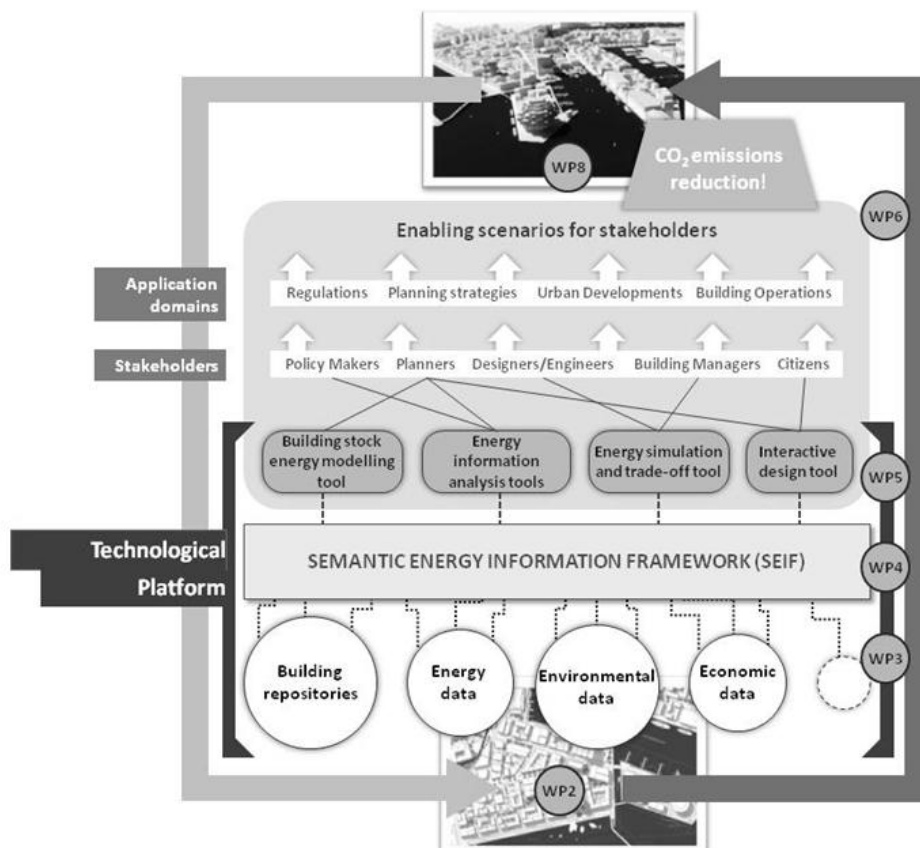 WP8
CO2 emissions
reduction!
WP6
Enabling scenarios for stakeholders
Application
domains
Regulations Planning strategies Urban Developments Building Operations
Stakeholders
Policy Makers Planners Designers/Engineers Building Managers Citizens
Building stock
energy modelling
tool
Energy
information
analysis tools
Energy simulation
and trade-off tool
Interactive
design tool
WP5
Technological
Platform
SEMANTIC ENERGY INFORMATION FRAMEWORK (SEIF)
WP4
Building
repositories
Energy
data
Environmental
data
Economic
data
WP3
WP2